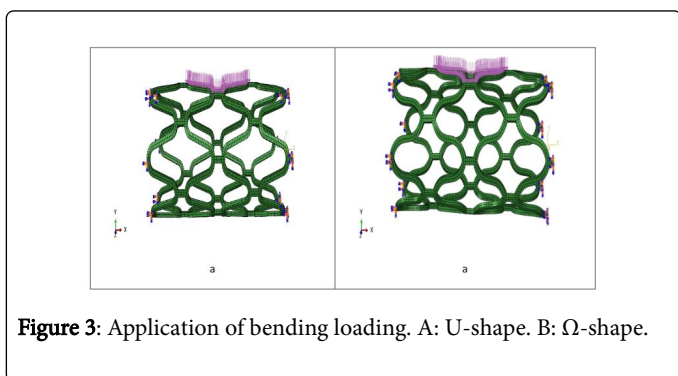 Y
X
Z
a
Y
X
Z
a
Figure 3: Application of bending loading. A: U-shape. B: Ω-shape.